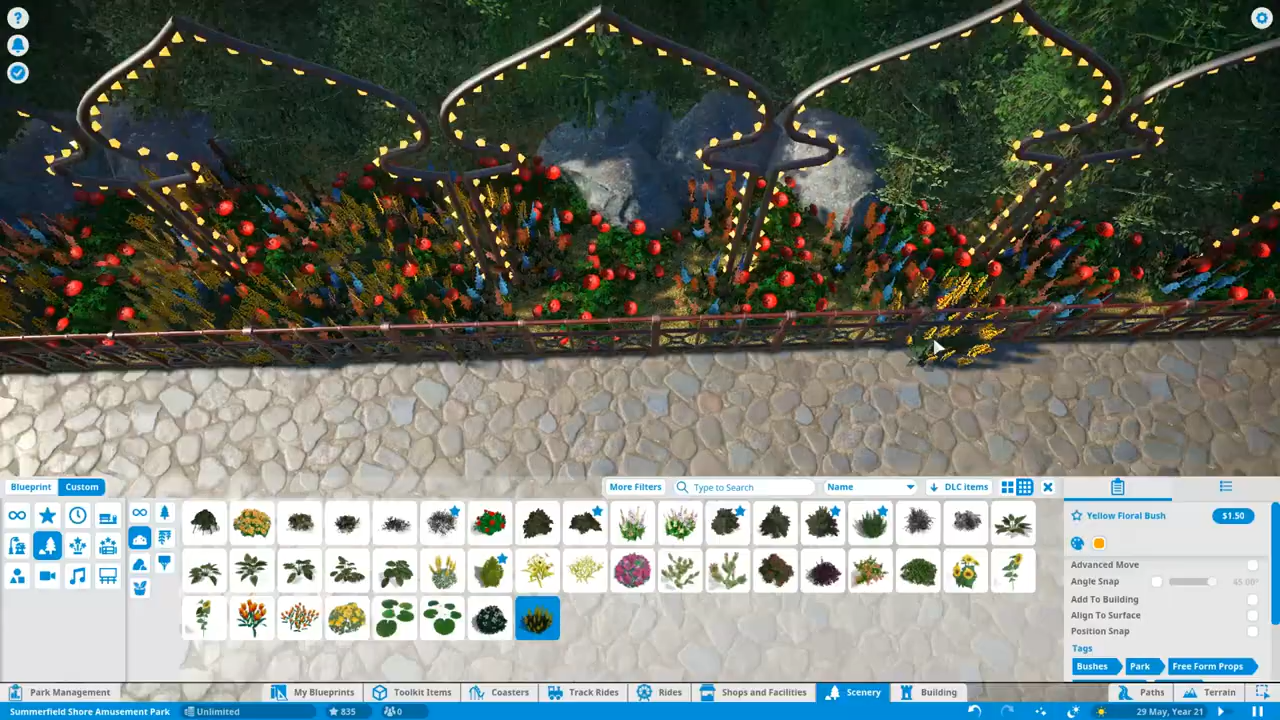 ?
Blueprint
Custom
More Filters
Type to Search
Name
DLC items
Yellow Floral Bush
$1.50
Advanced Move
Angle Snap
45.00°
Add To Building
Align To Surface
Position Snap
Tags
Bushes
Park
Free Form Props
Park Management
My Blueprints
Toolkit Items
Coasters
Track Rides
Rides
Shops and Facilities
Scenery
Building
Paths
Terrain
Summerfield Shore Amusement Park
Unlimited
835
0
29 May, Year 21